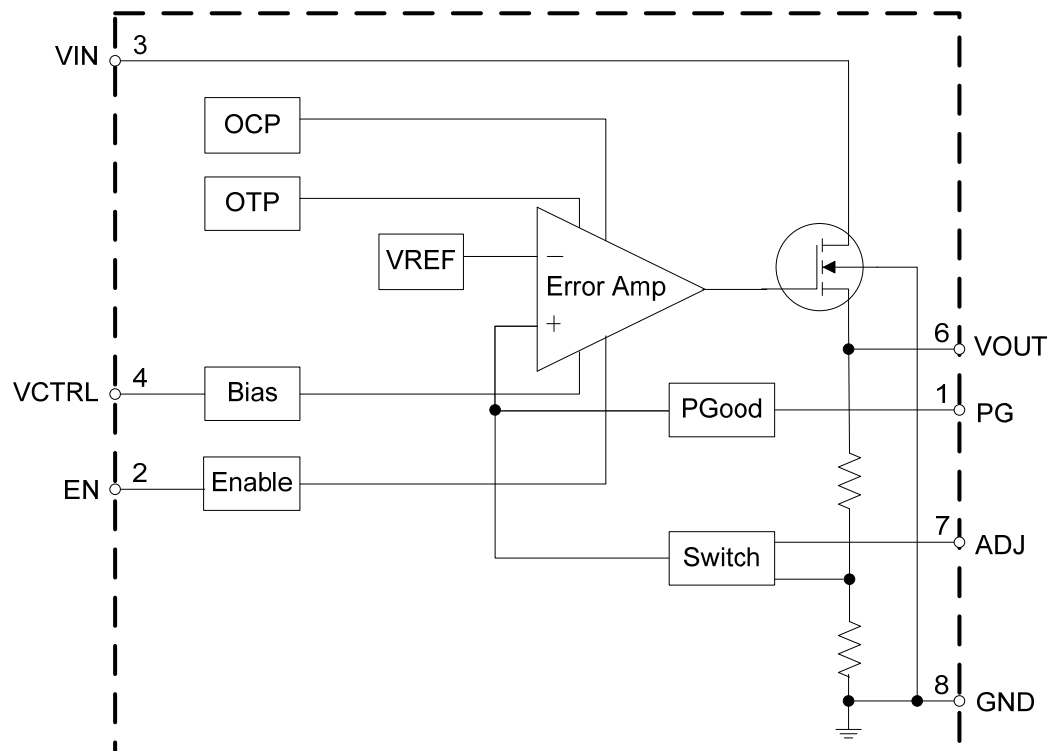 VIN
3
OCP
OTP
VREF
−
Error Amp
+
6
VOUT
VCTRL
4
Bias
PGood
1
PG
EN
2
Enable
7
ADJ
Switch
8
GND